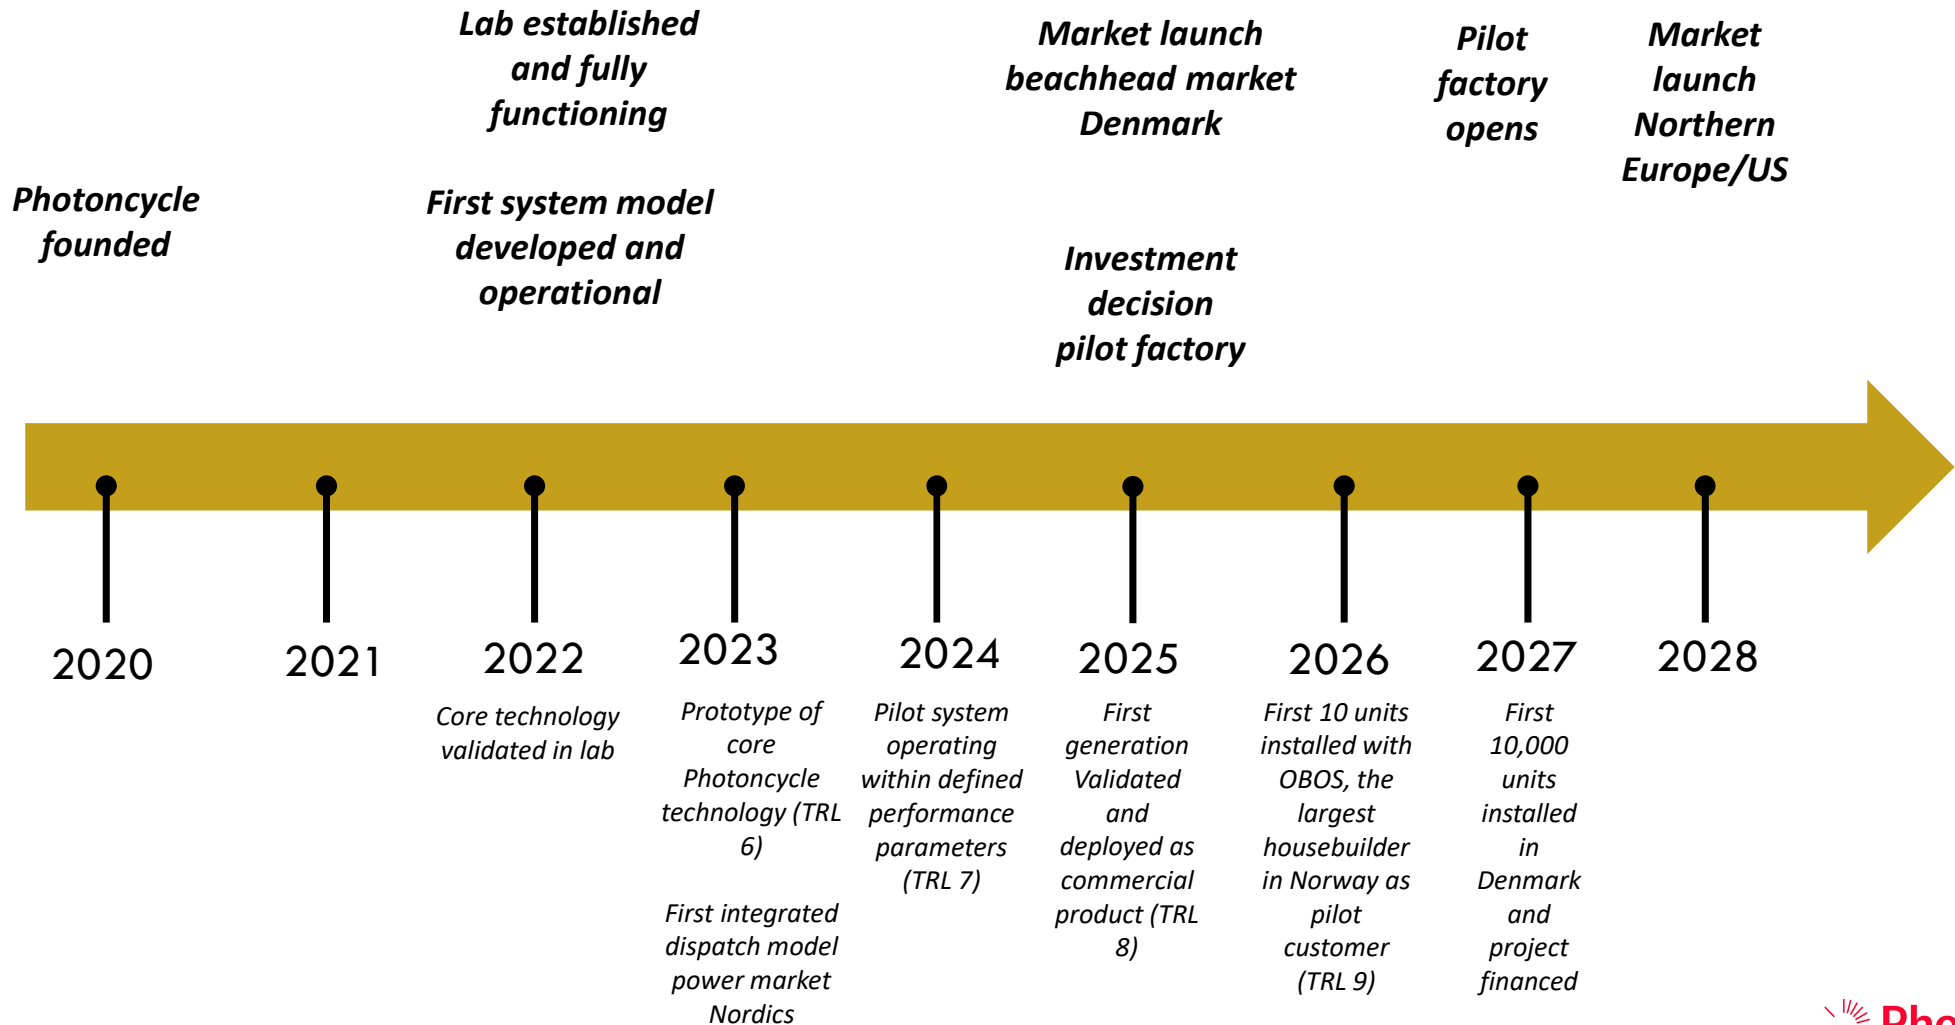 Photoncycle
founded
Lab established
and fully
functioning
First system model
developed and
operational
Market launch
beachhead market
Denmark
Investment
decision
pilot factory
Pilot
factory
opens
Market
launch
Northern
Europe/US
2020
2021
2022
2023
2024
2025
2026
2027
2028
Core technology
validated in lab
Prototype of
core
Photoncycle
technology (TRL
6)
First integrated
dispatch model
power market
Nordics
Pilot system
operating
within defined
performance
parameters
(TRL 7)
First
generation
Validated
and
deployed as
commercial
product (TRL
8)
First 10 units
installed with
OBOS, the
largest
housebuilder
in Norway as
pilot
customer
(TRL 9)
First
10,000
units
installed
in
Denmark
and
project
financed